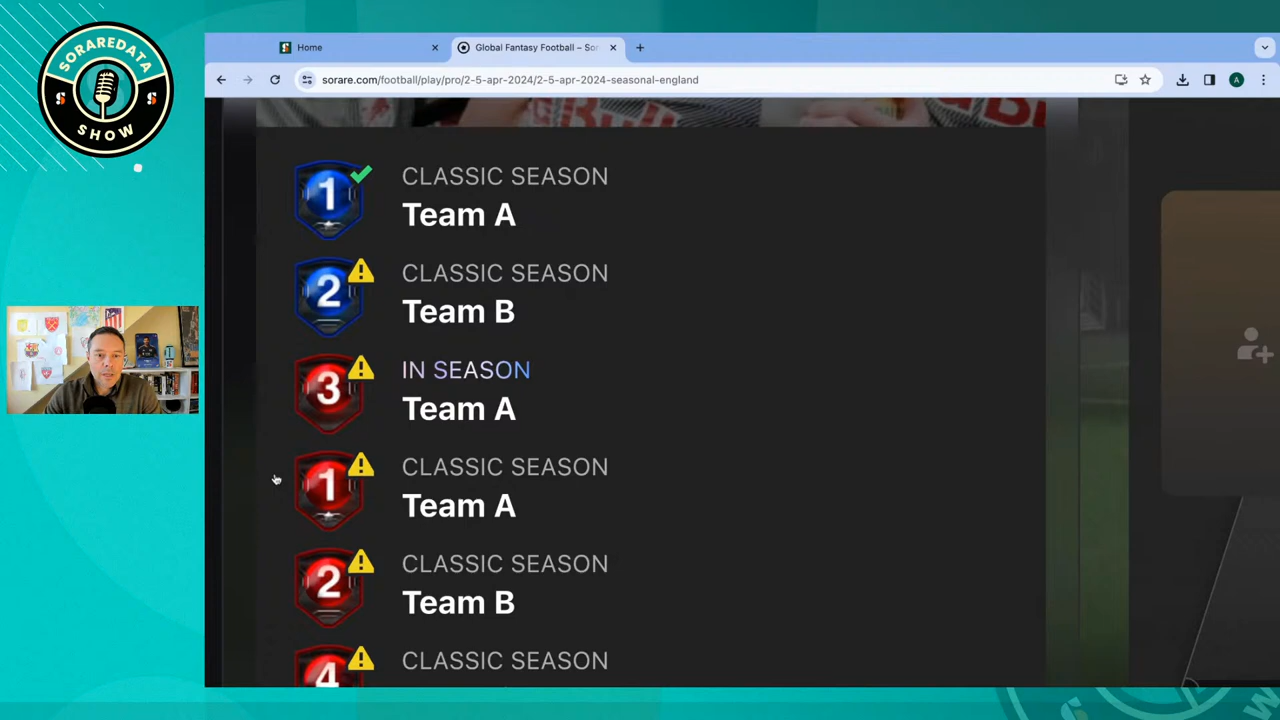 SORAREDATA
SHOW
Home
Global Fantasy Football – Sor
sorare.com/football/play/pro/2-5-apr-2024/2-5-apr-2024-seasonal-england
A
1
CLASSIC SEASON
Team A
2
CLASSIC SEASON
Team B
3
IN SEASON
Team A
1
CLASSIC SEASON
Team A
2
CLASSIC SEASON
Team B
4
CLASSIC SEASON